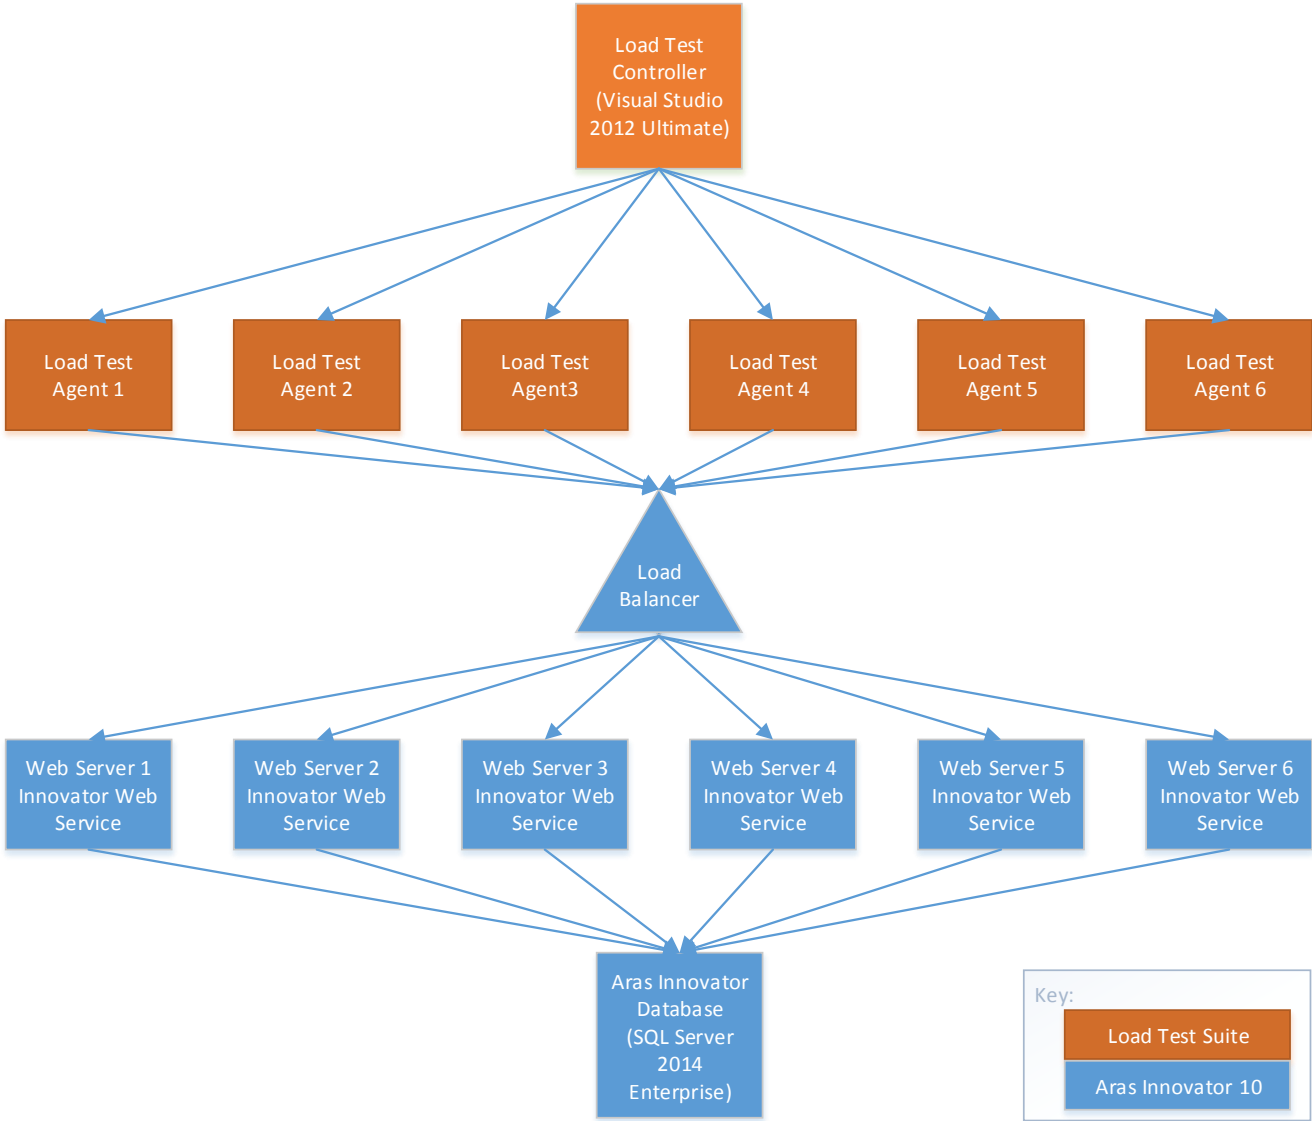 Load Test
Controller
(Visual Studio
2012 Ultimate)
Load Test
Agent 1
Load Test
Agent 2
Load Test
Agent3
Load Test
Agent 4
Load Test
Agent 5
Load Test
Agent 6
Load
Balancer
Web Server 1
Innovator Web
Service
Web Server 2
Innovator Web
Service
Web Server 3
Innovator Web
Service
Web Server 4
Innovator Web
Service
Web Server 5
Innovator Web
Service
Web Server 6
Innovator Web
Service
Aras Innovator
Database
(SQL Server
2014
Enterprise)
Key:
Load Test Suite
Aras Innovator 10